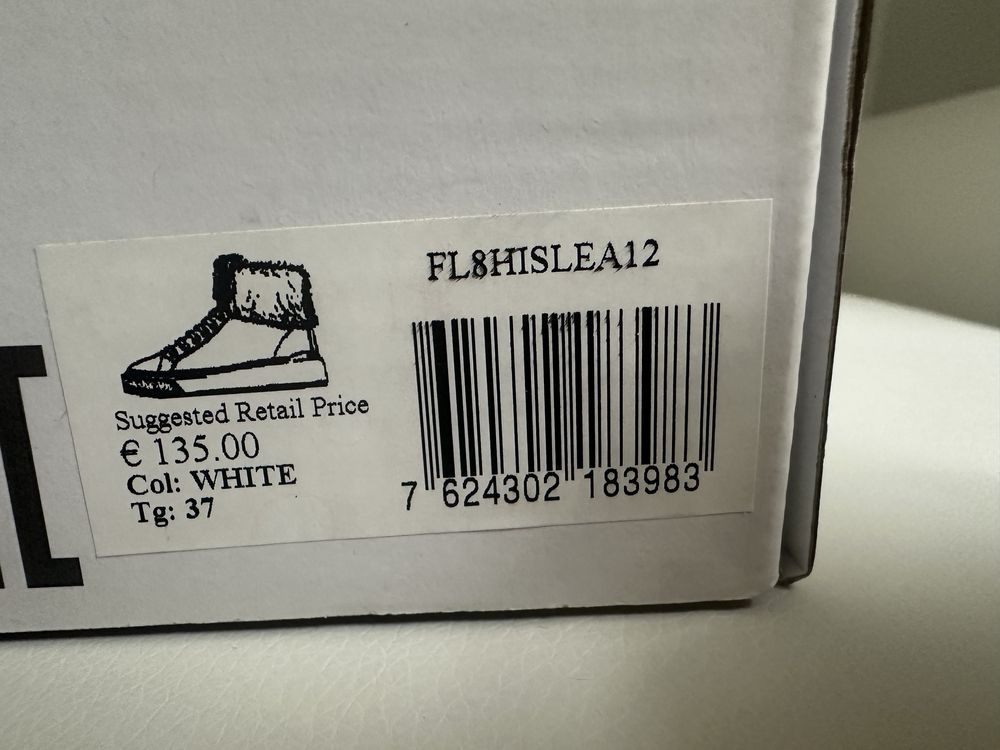 FL8HISLEA12
Suggested Retail Price
€ 135.00
Col: WHITE
Tg: 37
7 624302 183983